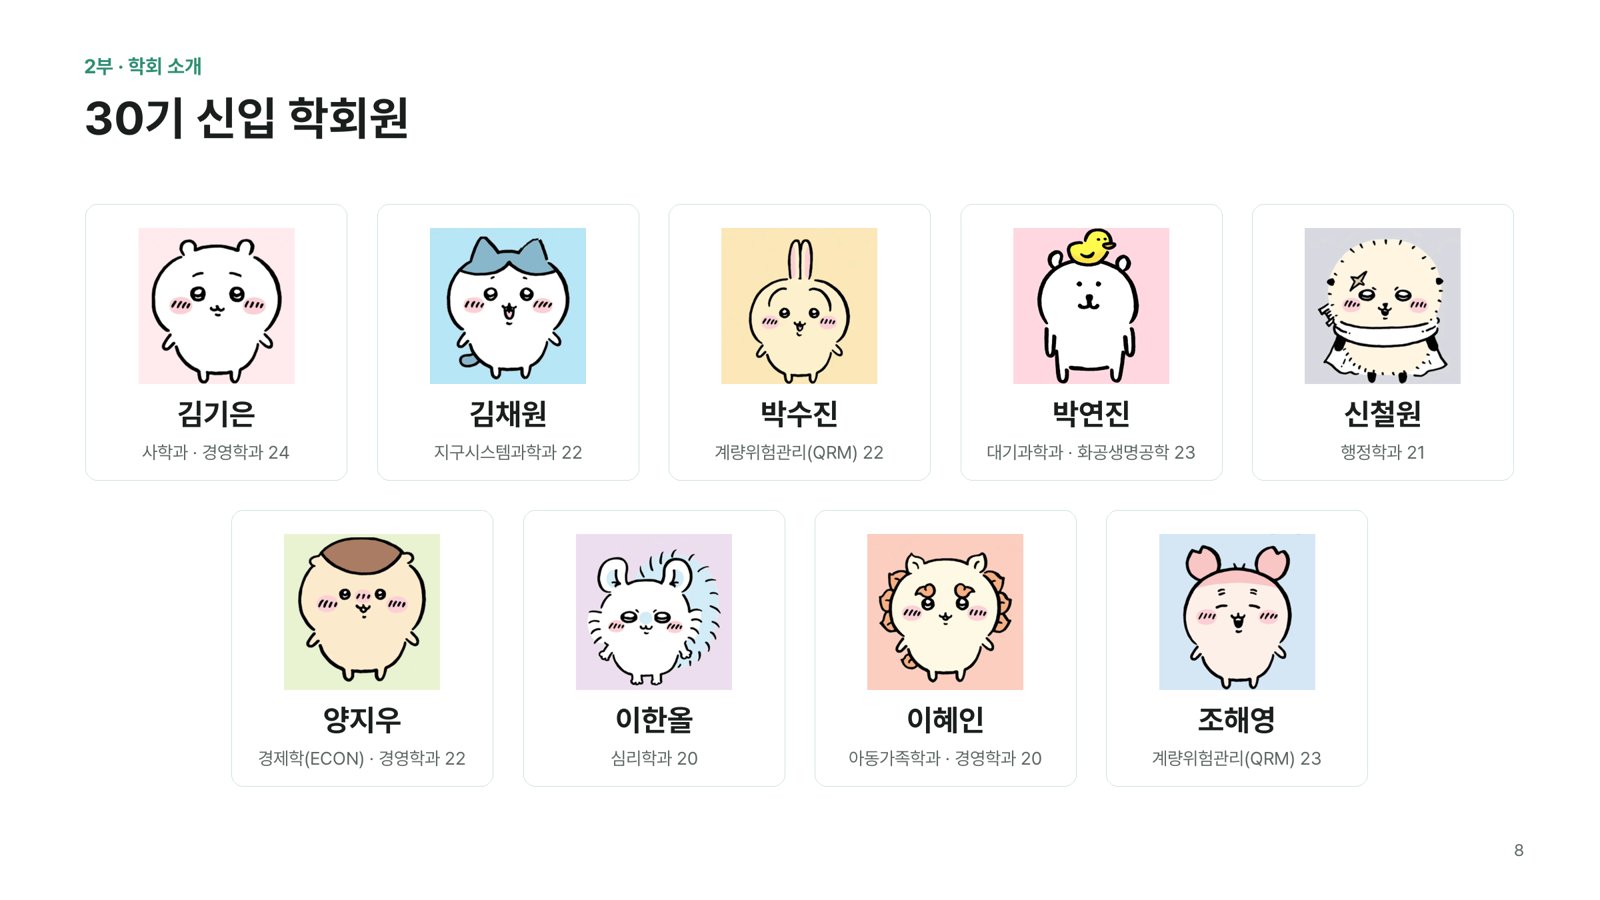 2부 · 학회 소개
30기 신입 학회원
김기은
사학과 · 경영학과 24
김채원
지구시스템과학과 22
박수진
계량위험관리(QRM) 22
박연진
대기과학과 · 화공생명공학 23
신철원
행정학과 21
양지우
경제학(ECON) · 경영학과 22
이한올
심리학과 20
이혜인
아동가족학과 · 경영학과 20
조해영
계량위험관리(QRM) 23
8